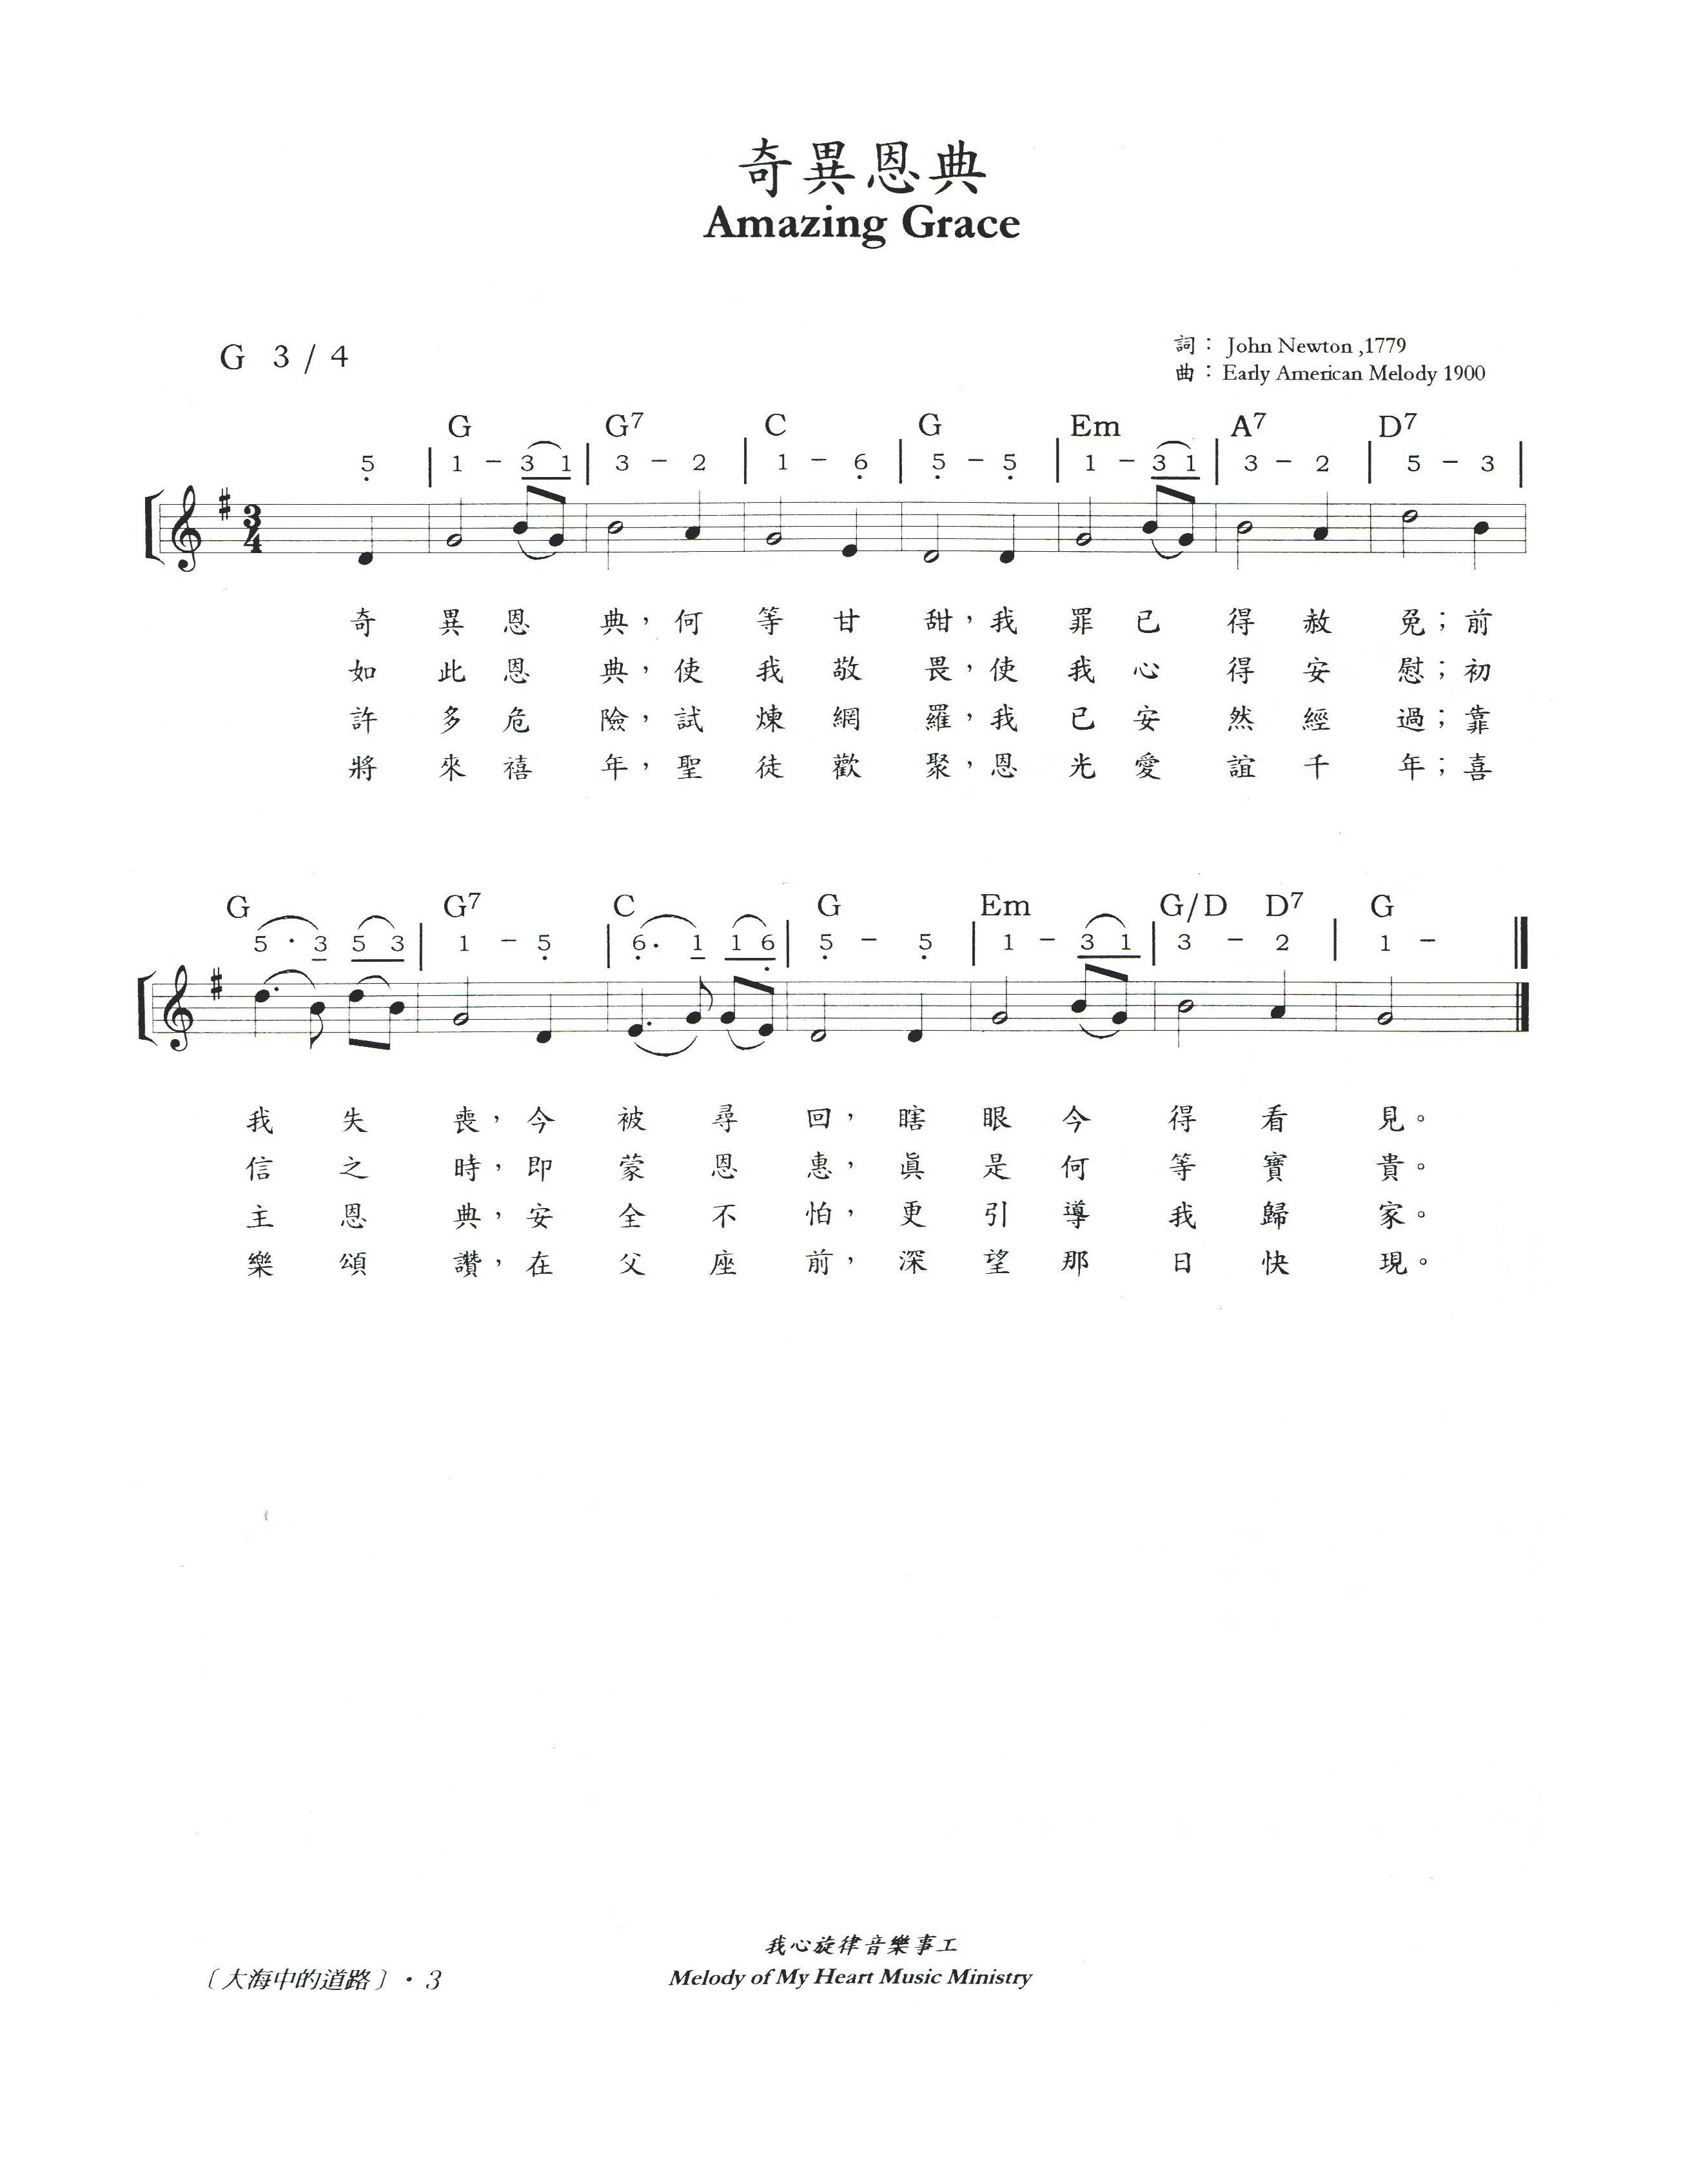 奇異恩典
Amazing Grace
G 3 / 4
詞： John Newton ,1779
曲：Early American Melody 1900
G G7 C G Em A7 D7
5 | 1 - 3 1 | 3 - 2 | 1 - 6 | 5 - 5 | 1 - 3 1 | 3 - 2 | 5 - 3 |
3
4
奇異恩典，何等甘甜，我罪已得赦免；前
如此恩典，使我敬畏，使我心得安慰；初
許多危險，試煉網羅，我已安然經過；靠
將來禧年，聖徒歡聚，恩光愛誼千年；喜
G G7 C G Em G/D D7 G
5 · 3 5 3 | 1 - 5 | 6 · 1 1 6 | 5 - 5 | 1 - 3 1 | 3 - 2 | 1 -
我失喪，今被尋回，瞎眼今得看見。
信之時，即蒙恩惠，眞是何等寶貴。
主恩典，安全不怕，更引導我歸家。
樂頌讚，在父座前，深望那日快現。
我心旋律音樂事工
Melody of My Heart Music Ministry
〔大海中的道路〕· 3